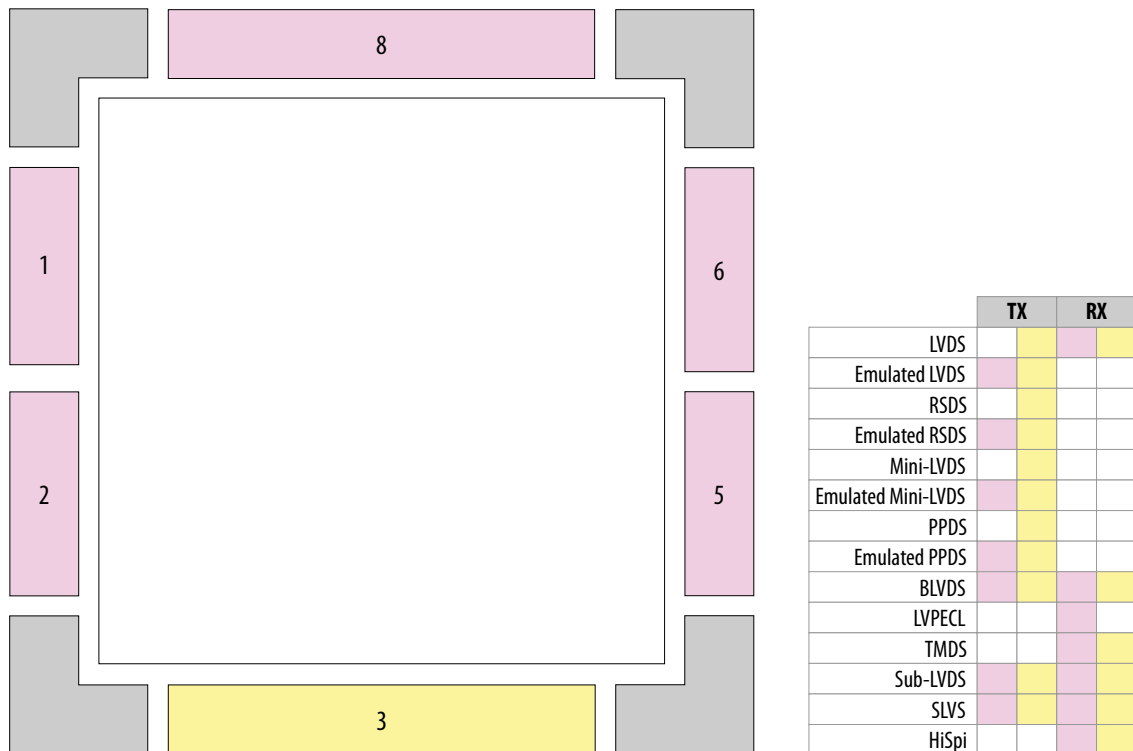 8
1
6
2
5
3
TX RX
LVDS
Emulated LVDS
RSDS
Emulated RSDS
Mini-LVDS
Emulated Mini-LVDS
PPDS
Emulated PPDS
BLVDS
LVPECL
TMDS
Sub-LVDS
SLVS
HiSpi